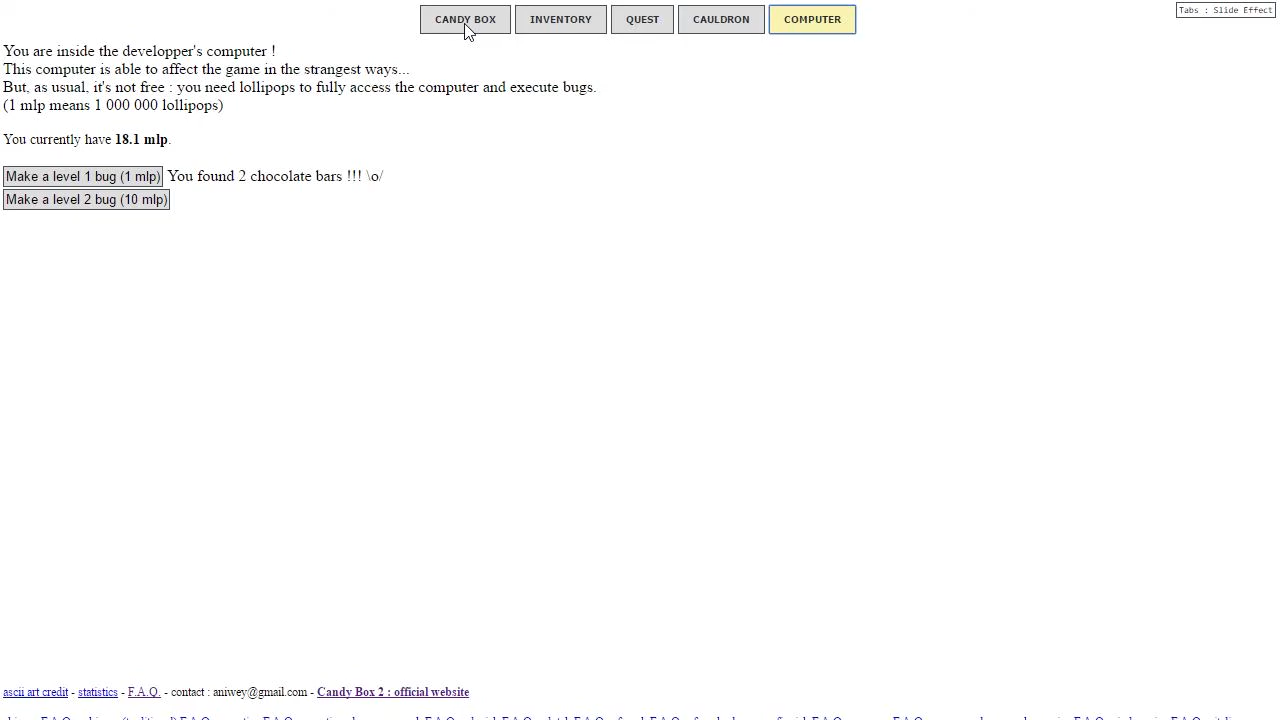 CANDY BOX INVENTORY QUEST CAULDRON COMPUTER
Tabs : Slide Effect
You are inside the developper's computer !
This computer is able to affect the game in the strangest ways...
But, as usual, it's not free : you need lollipops to fully access the computer and execute bugs.
(1 mlp means 1 000 000 lollipops)
You currently have 18.1 mlp.
Make a level 1 bug (1 mlp) You found 2 chocolate bars !!! \o/
Make a level 2 bug (10 mlp)
ascii art credit - statistics - F.A.Q. - contact : aniwey@gmail.com - Candy Box 2 : official website